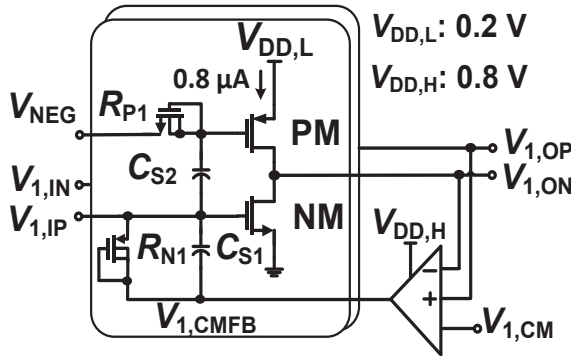 V_DD,L
V_DD,L: 0.2 V
0.8 µA
V_DD,H: 0.8 V
V_NEG
R_P1
PM
V_1,OP
C_S2
V_1,IN
V_1,ON
V_1,IP
NM
V_DD,H
R_N1
C_S1
−
+
V_1,CMFB
V_1,CM